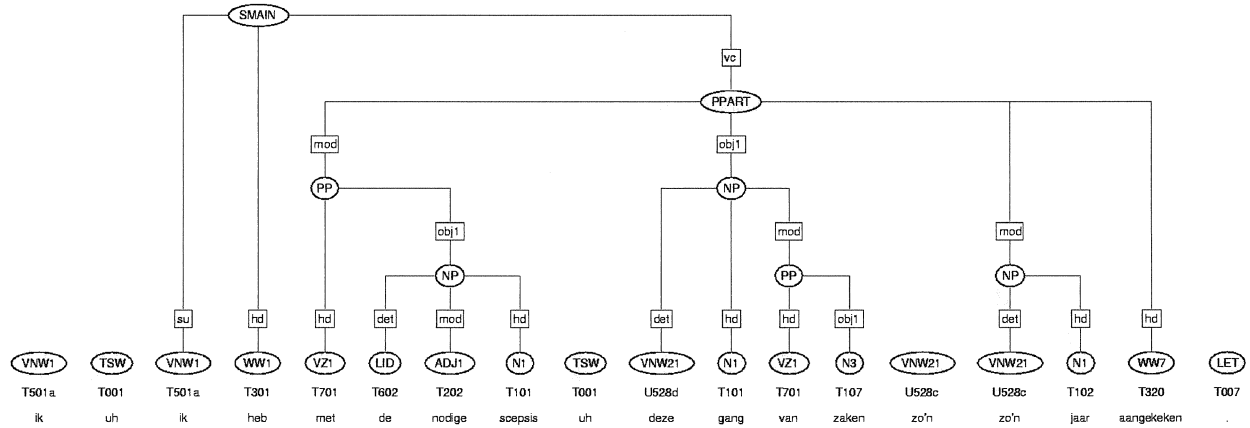 SMAIN
vc
PPART
mod obj1
PP NP
obj1 mod mod
NP PP NP
su hd hd det mod hd det hd hd obj1 det hd hd
VNW1 TSW VNW1 WW1 VZ1 LID ADJ1 N1 TSW VNW21 N1 VZ1 N3 VNW21 VNW21 N1 WW7 LET
T501a T001 T501a T301 T701 T602 T202 T101 T001 U528d T101 T701 T107 U528c U528c T102 T320 T007
ik uh ik heb met de nodige scepsis uh deze gang van zaken zo'n zo'n jaar aangekeken .